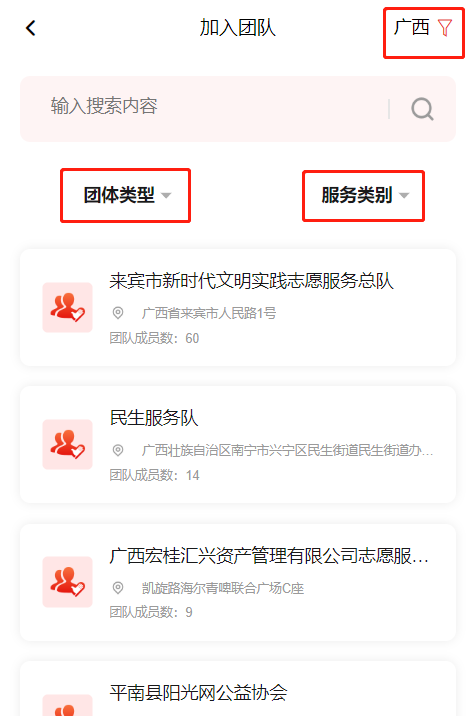 加入团队
广西
输入搜索内容
团体类型
服务类别
来宾市新时代文明实践志愿服务总队
广西省来宾市人民路1号
团队成员数：60
民生服务队
广西壮族自治区南宁市兴宁区民生街道民生街道办...
团队成员数：14
广西宏桂汇兴资产管理有限公司志愿服...
凯旋路海尔青啤联合广场C座
团队成员数：9
平南县阳光网公益协会